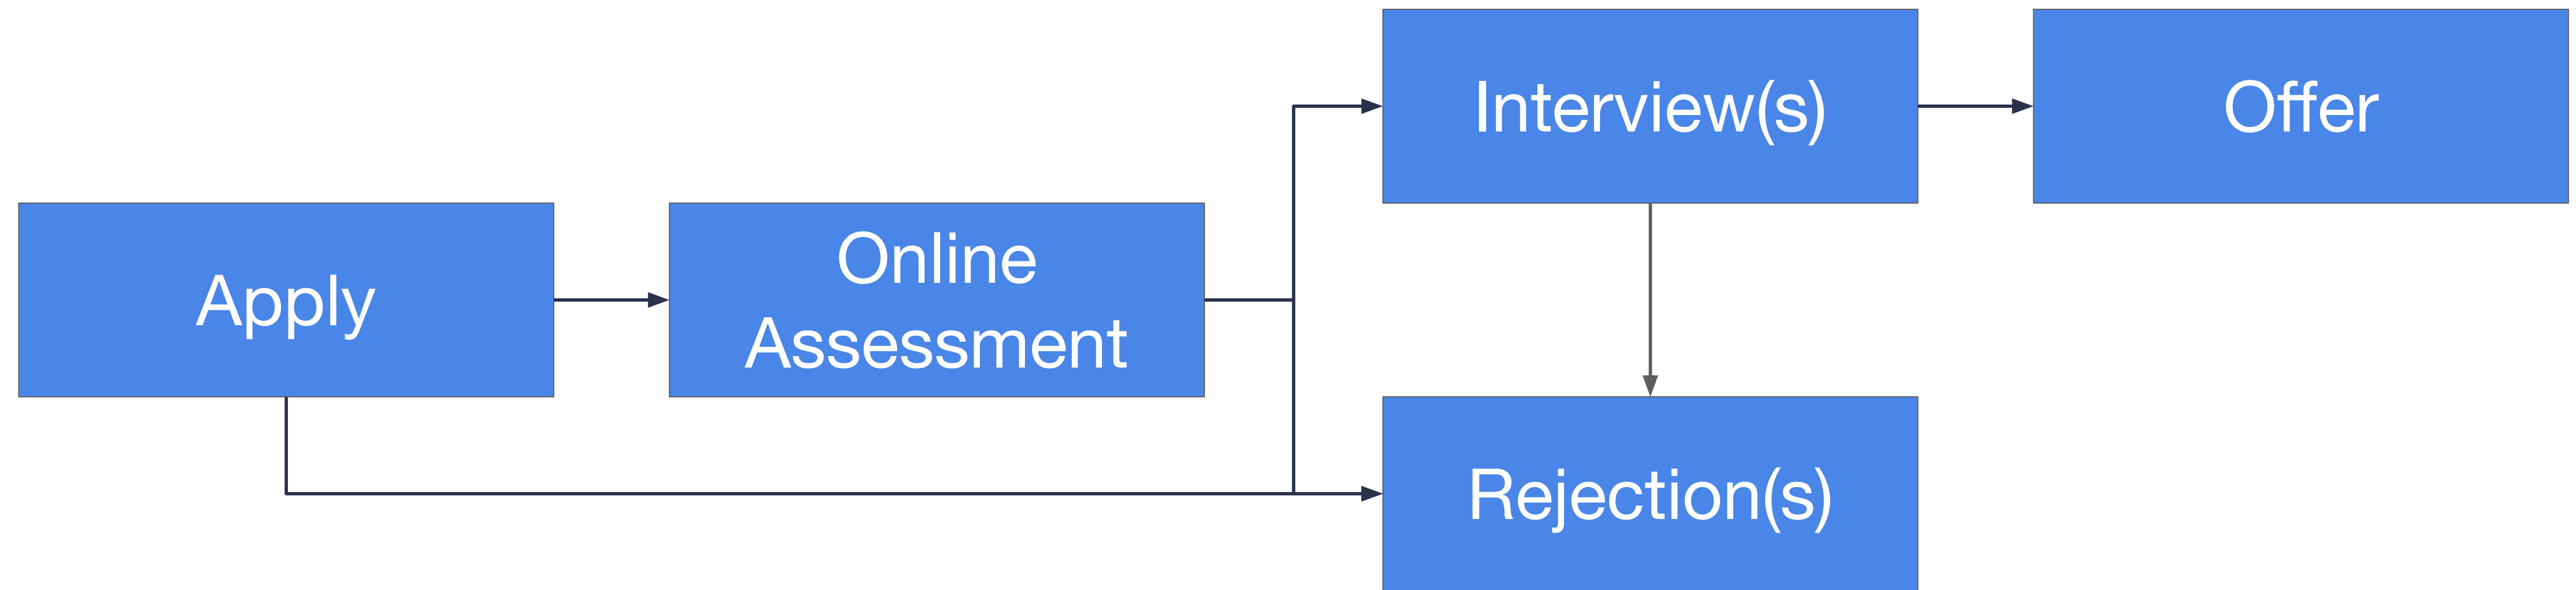 Apply
Online
Assessment
Interview(s)
Offer
Rejection(s)